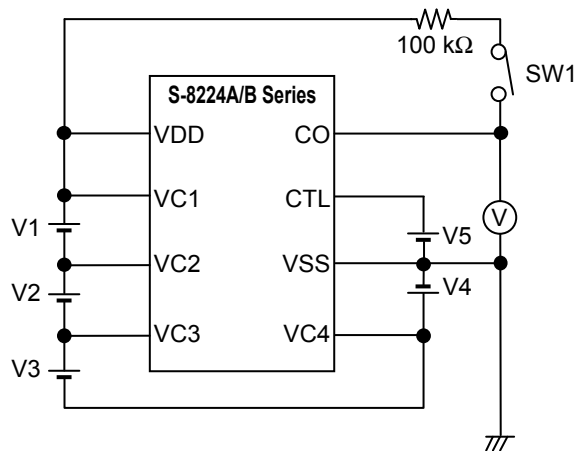 100 kΩ
SW1
S-8224A/B Series
VDD
CO
VC1
CTL
V1
V5
VC2
VSS
V
V2
V4
VC3
VC4
V3